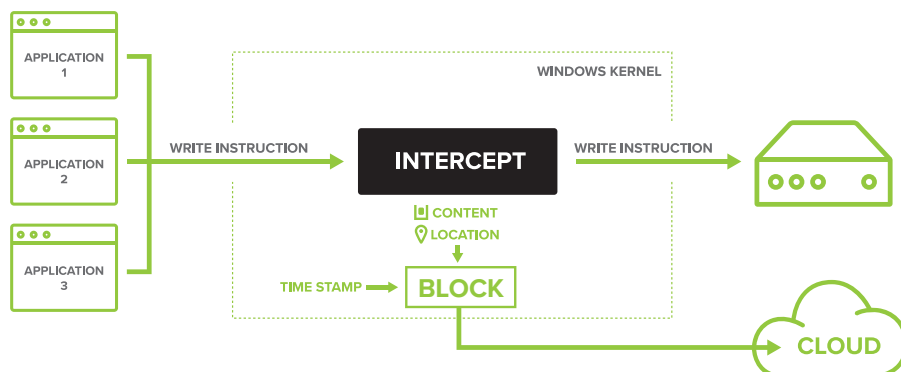 APPLICATION
1
WINDOWS KERNEL
WRITE INSTRUCTION
INTERCEPT
WRITE INSTRUCTION
APPLICATION
2
CONTENT
LOCATION
APPLICATION
3
TIME STAMP
BLOCK
CLOUD